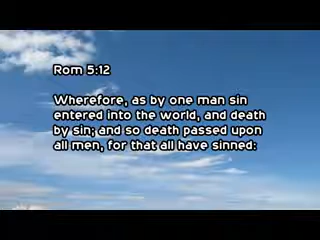 Rom 5:12
Wherefore, as by one man sin
entered into the world, and death
by sin; and so death passed upon
all men, for that all have sinned: